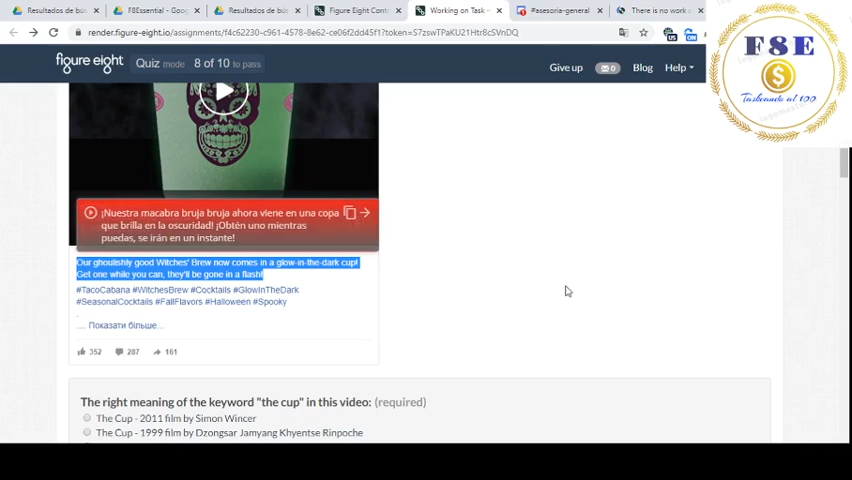 Resultados de bús
F8Essential - Goog
Resultados de bús
Figure Eight Contr
Working on Task -
#asesoria-general
There is no work a
render.figure-eight.io/assignments/f4c62230-c961-4578-8e62-ce06f2dd45f1?token=S7zswTPaKU21Htr8cSVnDQ
figure eight
Quiz mode
8 of 10 to pass
Give up
0
Blog
Help
F8E
Taskeando al 100
¡Nuestra macabra bruja bruja ahora viene en una copa
que brilla en la oscuridad! ¡Obtén uno mientras
puedas, se irán en un instante!
Our ghoulishly good Witches' Brew now comes in a glow-in-the-dark cup!
Get one while you can, they'll be gone in a flash!
#TacoCabana #WitchesBrew #Cocktails #GlowInTheDark
#SeasonalCocktails #FallFlavors #Halloween #Spooky
.
.... Показати більше...
352
287
161
The right meaning of the keyword "the cup" in this video: (required)
The Cup - 2011 film by Simon Wincer
The Cup - 1999 film by Dzongsar Jamyang Khyentse Rinpoche